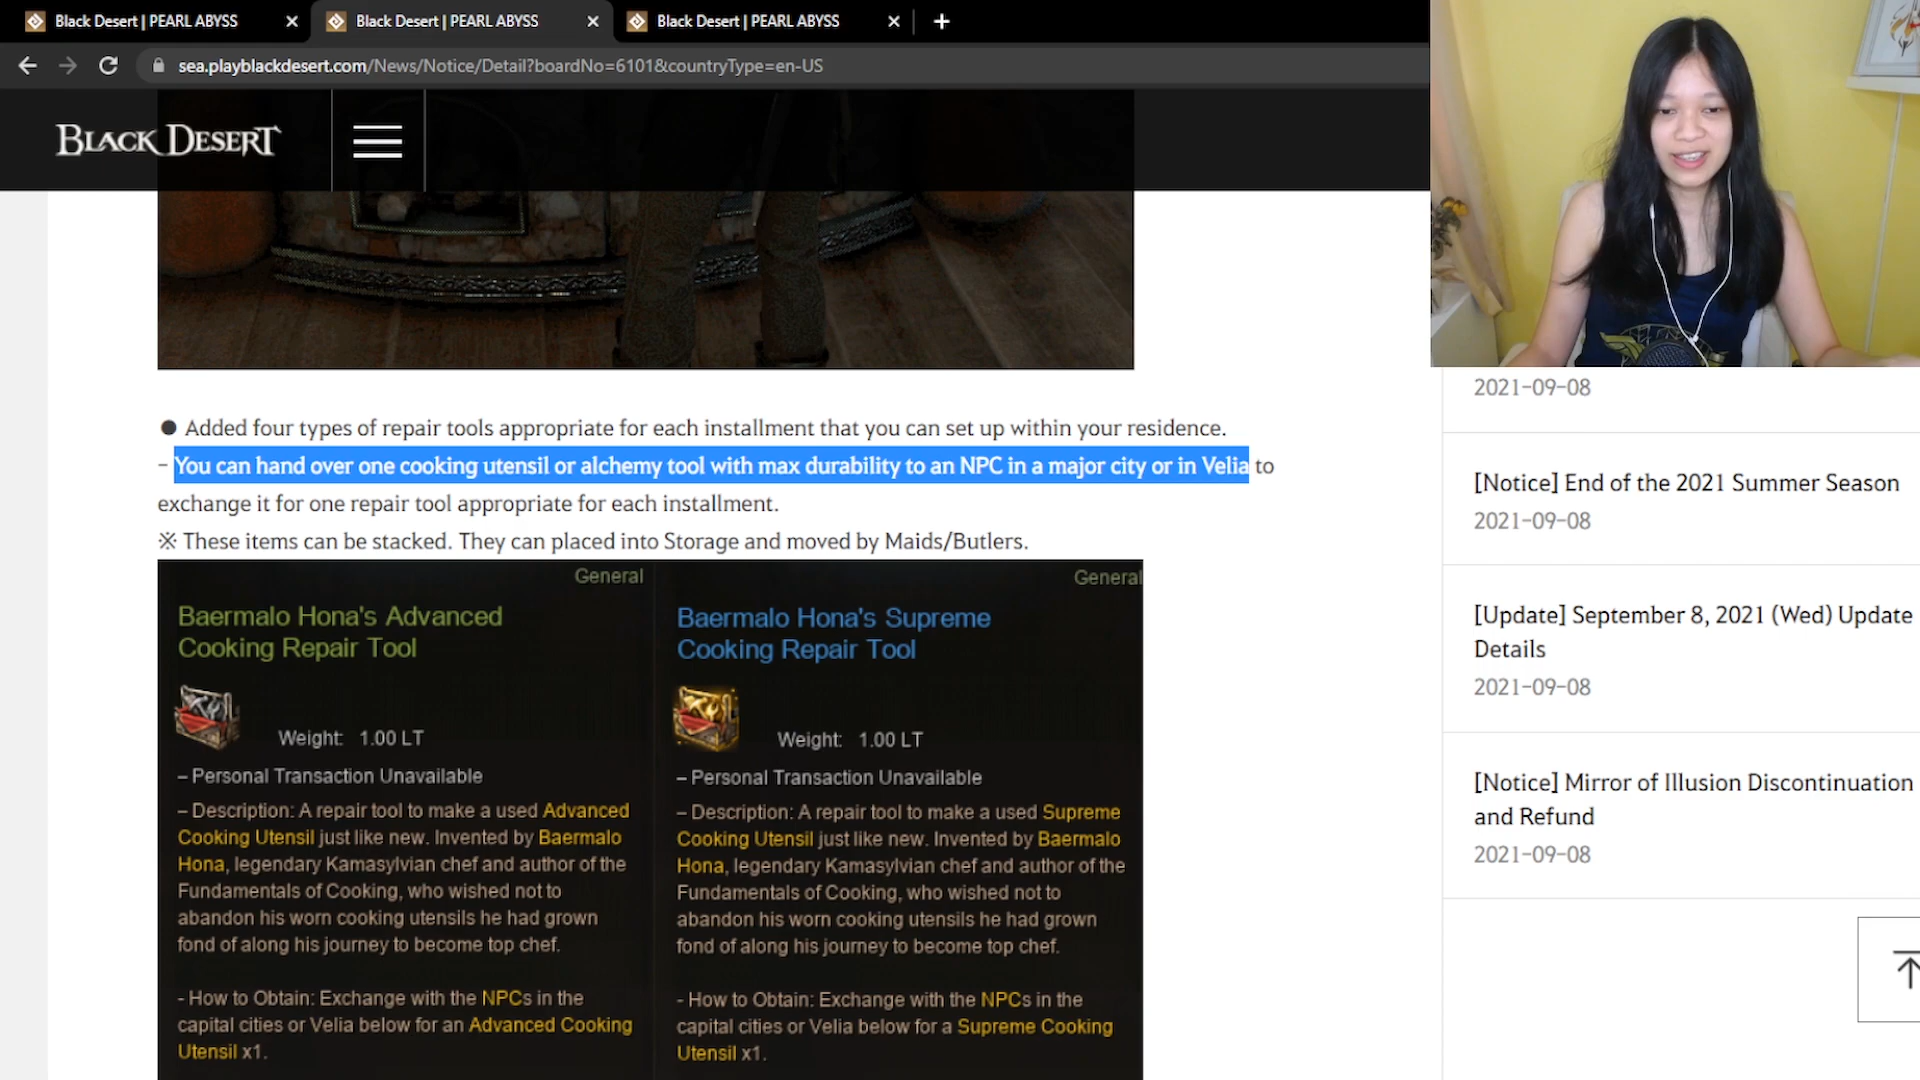 Black Desert | PEARL ABYSS
Black Desert | PEARL ABYSS
Black Desert | PEARL ABYSS
sea.playblackdesert.com/News/Notice/Detail?boardNo=6101&countryType=en-US
BLACK DESERT
● Added four types of repair tools appropriate for each installment that you can set up within your residence.
– You can hand over one cooking utensil or alchemy tool with max durability to an NPC in a major city or in Velia to
exchange it for one repair tool appropriate for each installment.
※ These items can be stacked. They can placed into Storage and moved by Maids/Butlers.
General
Baermalo Hona's Advanced
Cooking Repair Tool
Weight: 1.00 LT
– Personal Transaction Unavailable
– Description: A repair tool to make a used Advanced
Cooking Utensil just like new. Invented by Baermalo
Hona, legendary Kamasylvian chef and author of the
Fundamentals of Cooking, who wished not to
abandon his worn cooking utensils he had grown
fond of along his journey to become top chef.
- How to Obtain: Exchange with the NPCs in the
capital cities or Velia below for an Advanced Cooking
Utensil x1.
General
Baermalo Hona's Supreme
Cooking Repair Tool
Weight: 1.00 LT
– Personal Transaction Unavailable
– Description: A repair tool to make a used Supreme
Cooking Utensil just like new. Invented by Baermalo
Hona, legendary Kamasylvian chef and author of the
Fundamentals of Cooking, who wished not to
abandon his worn cooking utensils he had grown
fond of along his journey to become top chef.
- How to Obtain: Exchange with the NPCs in the
capital cities or Velia below for a Supreme Cooking
Utensil x1.
2021-09-08
[Notice] End of the 2021 Summer Season
2021-09-08
[Update] September 8, 2021 (Wed) Update
Details
2021-09-08
[Notice] Mirror of Illusion Discontinuation
and Refund
2021-09-08